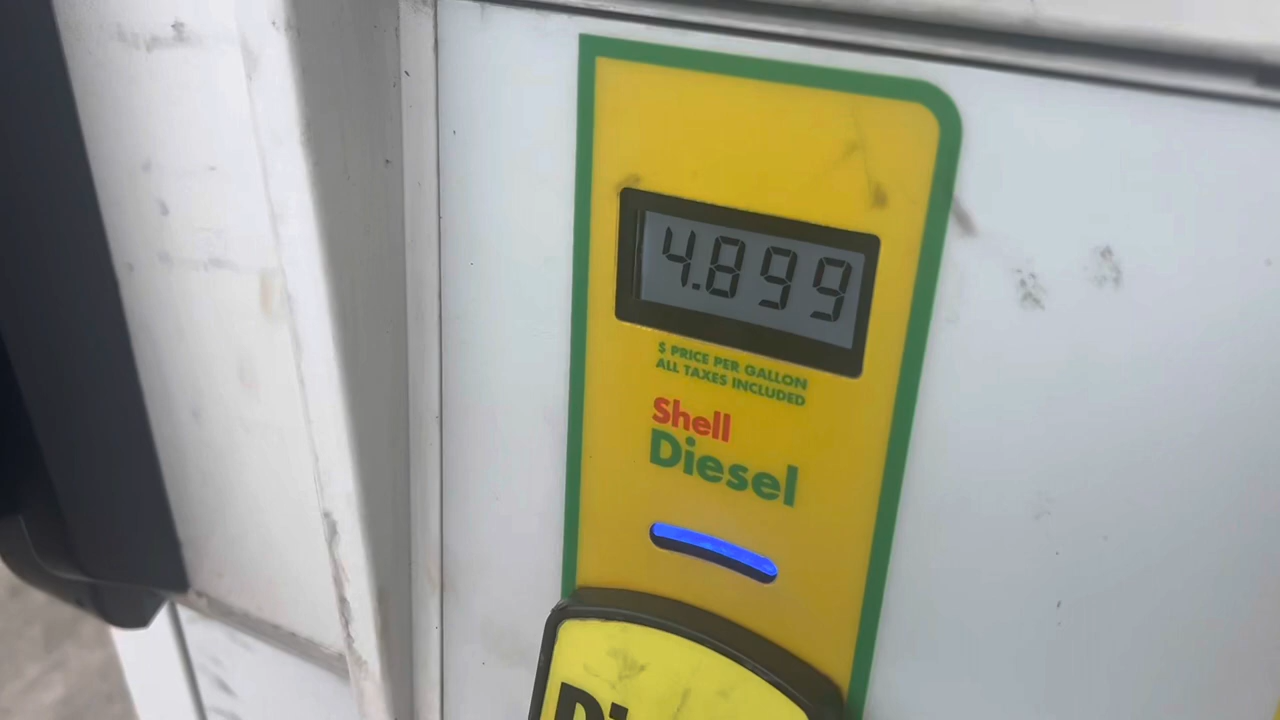 4.899
$ PRICE PER GALLON
ALL TAXES INCLUDED
Shell
Diesel